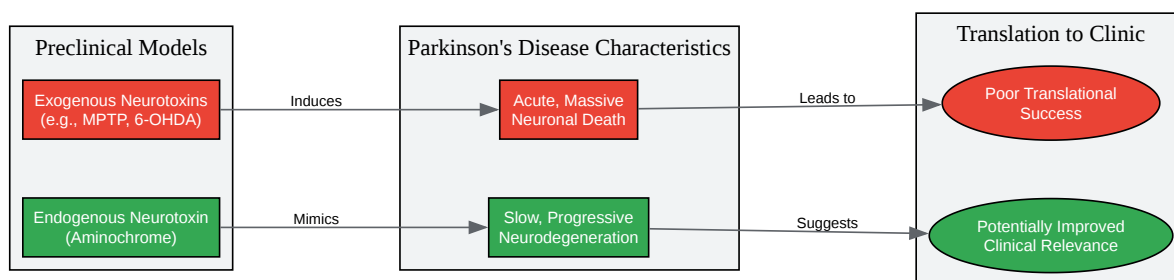 Preclinical Models
Parkinson's Disease Characteristics
Translation to Clinic
Exogenous Neurotoxins
(e.g., MPTP, 6-OHDA)
Induces
Acute, Massive
Neuronal Death
Leads to
Poor Translational
Success
Endogenous Neurotoxin
(Aminochrome)
Mimics
Slow, Progressive
Neurodegeneration
Suggests
Potentially Improved
Clinical Relevance